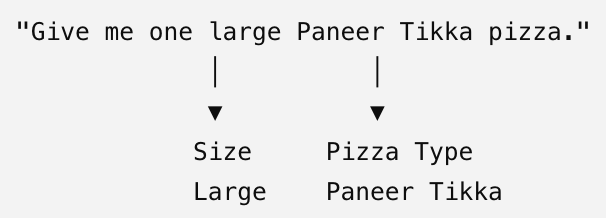 "Give me one large Paneer Tikka pizza."
Size Pizza Type
Large Paneer Tikka